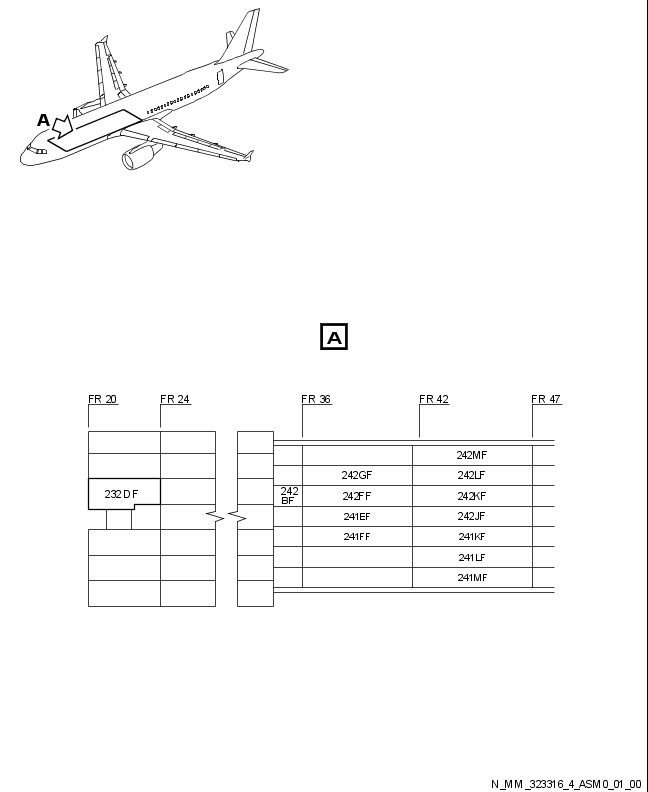 A
A
FR 20 FR 24 FR 36 FR 42 FR 47
242MF
242GF 242LF
232DF 242 BF 242FF 242KF
241EF 242JF
241FF 241KF
241LF
241MF
N_MM_323316_4_ASM0_01_00